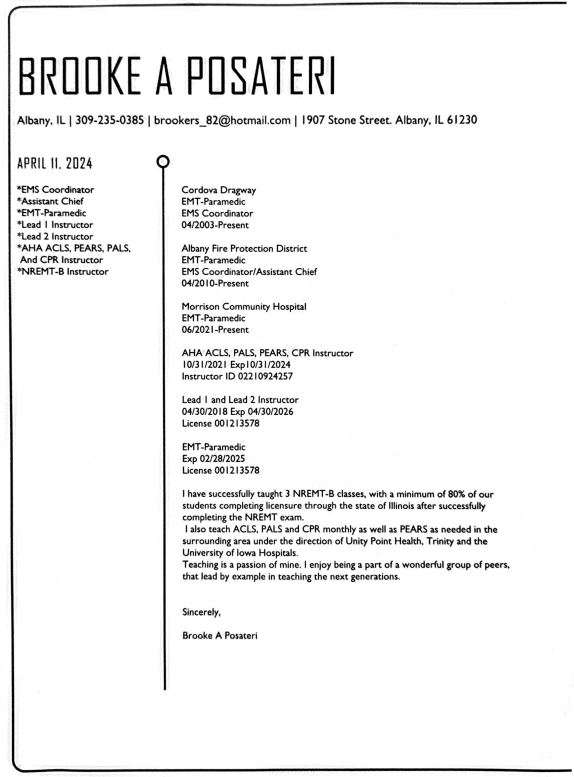 BROOKE A POSATERI
Albany, IL | 309-235-0385 | brookers_82@hotmail.com | 1907 Stone Street. Albany, IL 61230
APRIL 11, 2024
*EMS Coordinator
*Assistant Chief
*EMT-Paramedic
*Lead 1 Instructor
*Lead 2 Instructor
*AHA ACLS, PEARS, PALS,
And CPR Instructor
*NREMT-B Instructor
Cordova Dragway
EMT-Paramedic
EMS Coordinator
04/2003-Present
Albany Fire Protection District
EMT-Paramedic
EMS Coordinator/Assistant Chief
04/2010-Present
Morrison Community Hospital
EMT-Paramedic
06/2021-Present
AHA ACLS, PALS, PEARS, CPR Instructor
10/31/2021 Exp10/31/2024
Instructor ID 02210924257
Lead 1 and Lead 2 Instructor
04/30/2018 Exp 04/30/2026
License 001213578
EMT-Paramedic
Exp 02/28/2025
License 001213578
I have successfully taught 3 NREMT-B classes, with a minimum of 80% of our
students completing licensure through the state of Illinois after successfully
completing the NREMT exam.
I also teach ACLS, PALS and CPR monthly as well as PEARS as needed in the
surrounding area under the direction of Unity Point Health, Trinity and the
University of Iowa Hospitals.
Teaching is a passion of mine. I enjoy being a part of a wonderful group of peers,
that lead by example in teaching the next generations.
Sincerely,
Brooke A Posateri